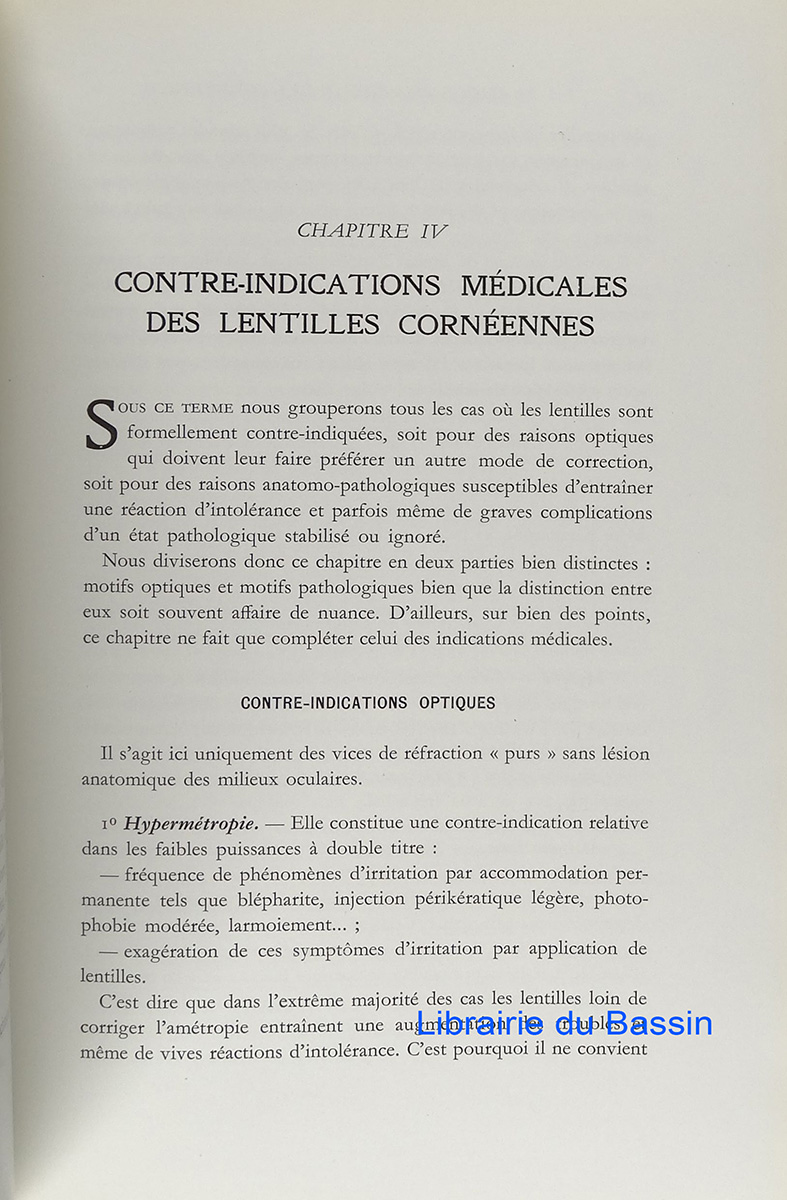 CHAPITRE IV
CONTRE-INDICATIONS MÉDICALES
DES LENTILLES CORNÉENNES
SOUS CE TERME nous grouperons tous les cas où les lentilles sont
formellement contre-indiquées, soit pour des raisons optiques
qui doivent leur faire préférer un autre mode de correction,
soit pour des raisons anatomo-pathologiques susceptibles d'entraîner
une réaction d'intolérance et parfois même de graves complications
d'un état pathologique stabilisé ou ignoré.
Nous diviserons donc ce chapitre en deux parties bien distinctes :
motifs optiques et motifs pathologiques bien que la distinction entre
eux soit souvent affaire de nuance. D'ailleurs, sur bien des points,
ce chapitre ne fait que compléter celui des indications médicales.
CONTRE-INDICATIONS OPTIQUES
Il s'agit ici uniquement des vices de réfraction « purs » sans lésion
anatomique des milieux oculaires.
1º Hypermétropie. — Elle constitue une contre-indication relative
dans les faibles puissances à double titre :
— fréquence de phénomènes d'irritation par accommodation per-
manente tels que blépharite, injection périkératique légère, photo-
phobie modérée, larmoiement... ;
— exagération de ces symptômes d'irritation par application de
lentilles.
C'est dire que dans l'extrême majorité des cas les lentilles loin de
corriger l'amétropie entraînent une augmentation des troubles et
même de vives réactions d'intolérance. C'est pourquoi il ne convient
Librairie du Bassin